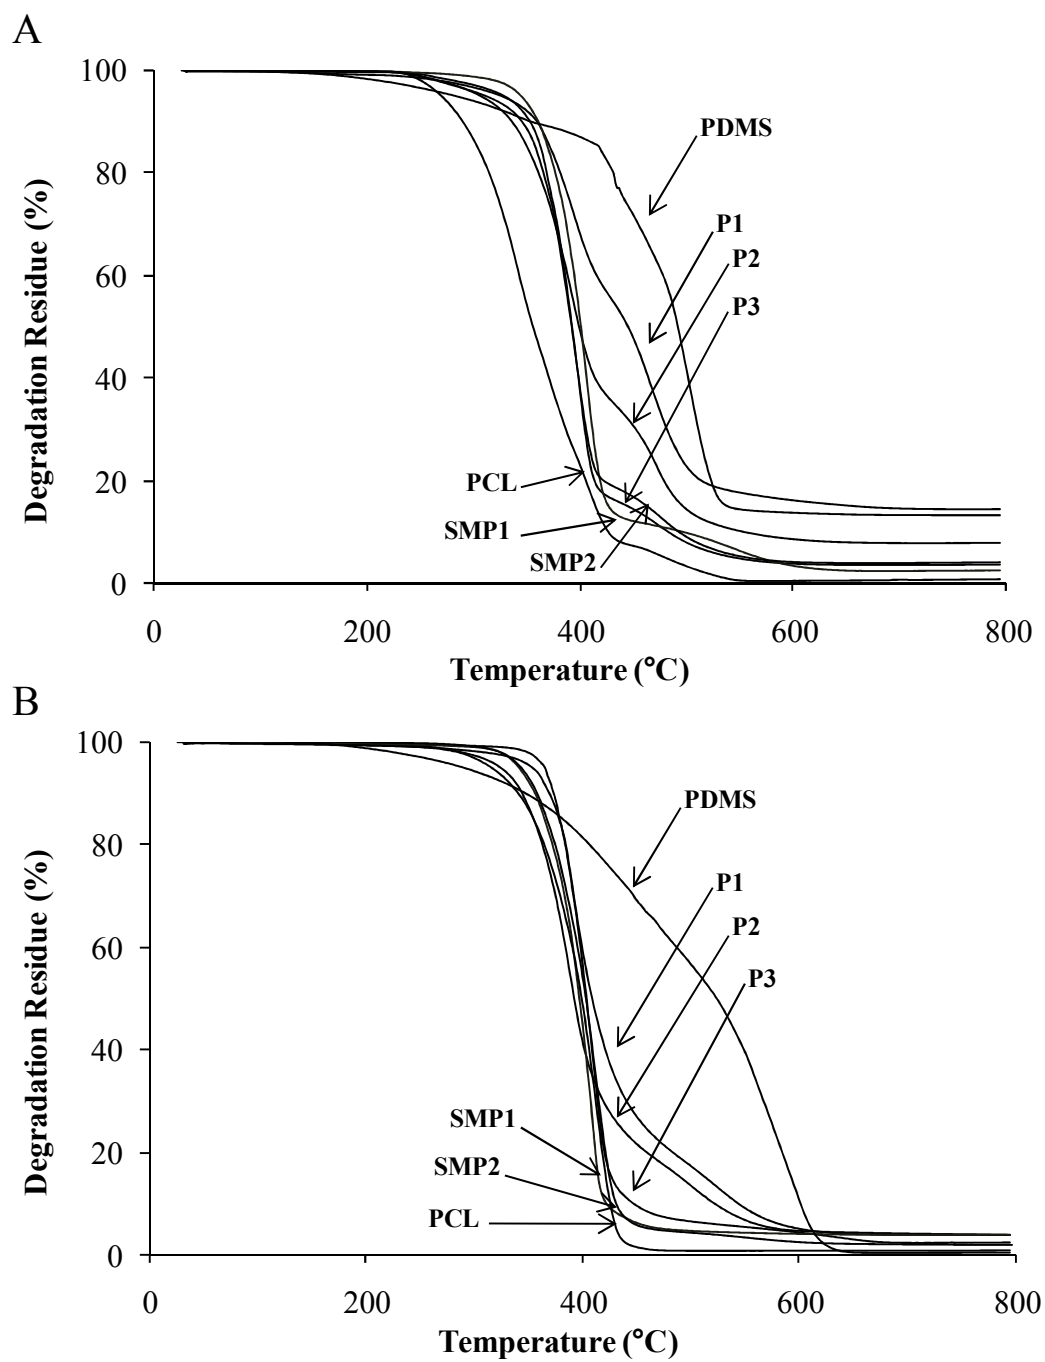 A
100
80
60
40
20
0
Degradation Residue (%)
PDMS
P1
P2
P3
PCL
SMP1
SMP2
0 200 400 600 800
Temperature (°C)
B
100
80
60
40
20
0
Degradation Residue (%)
PDMS
P1
P2
P3
SMP1
SMP2
PCL
0 200 400 600 800
Temperature (°C)